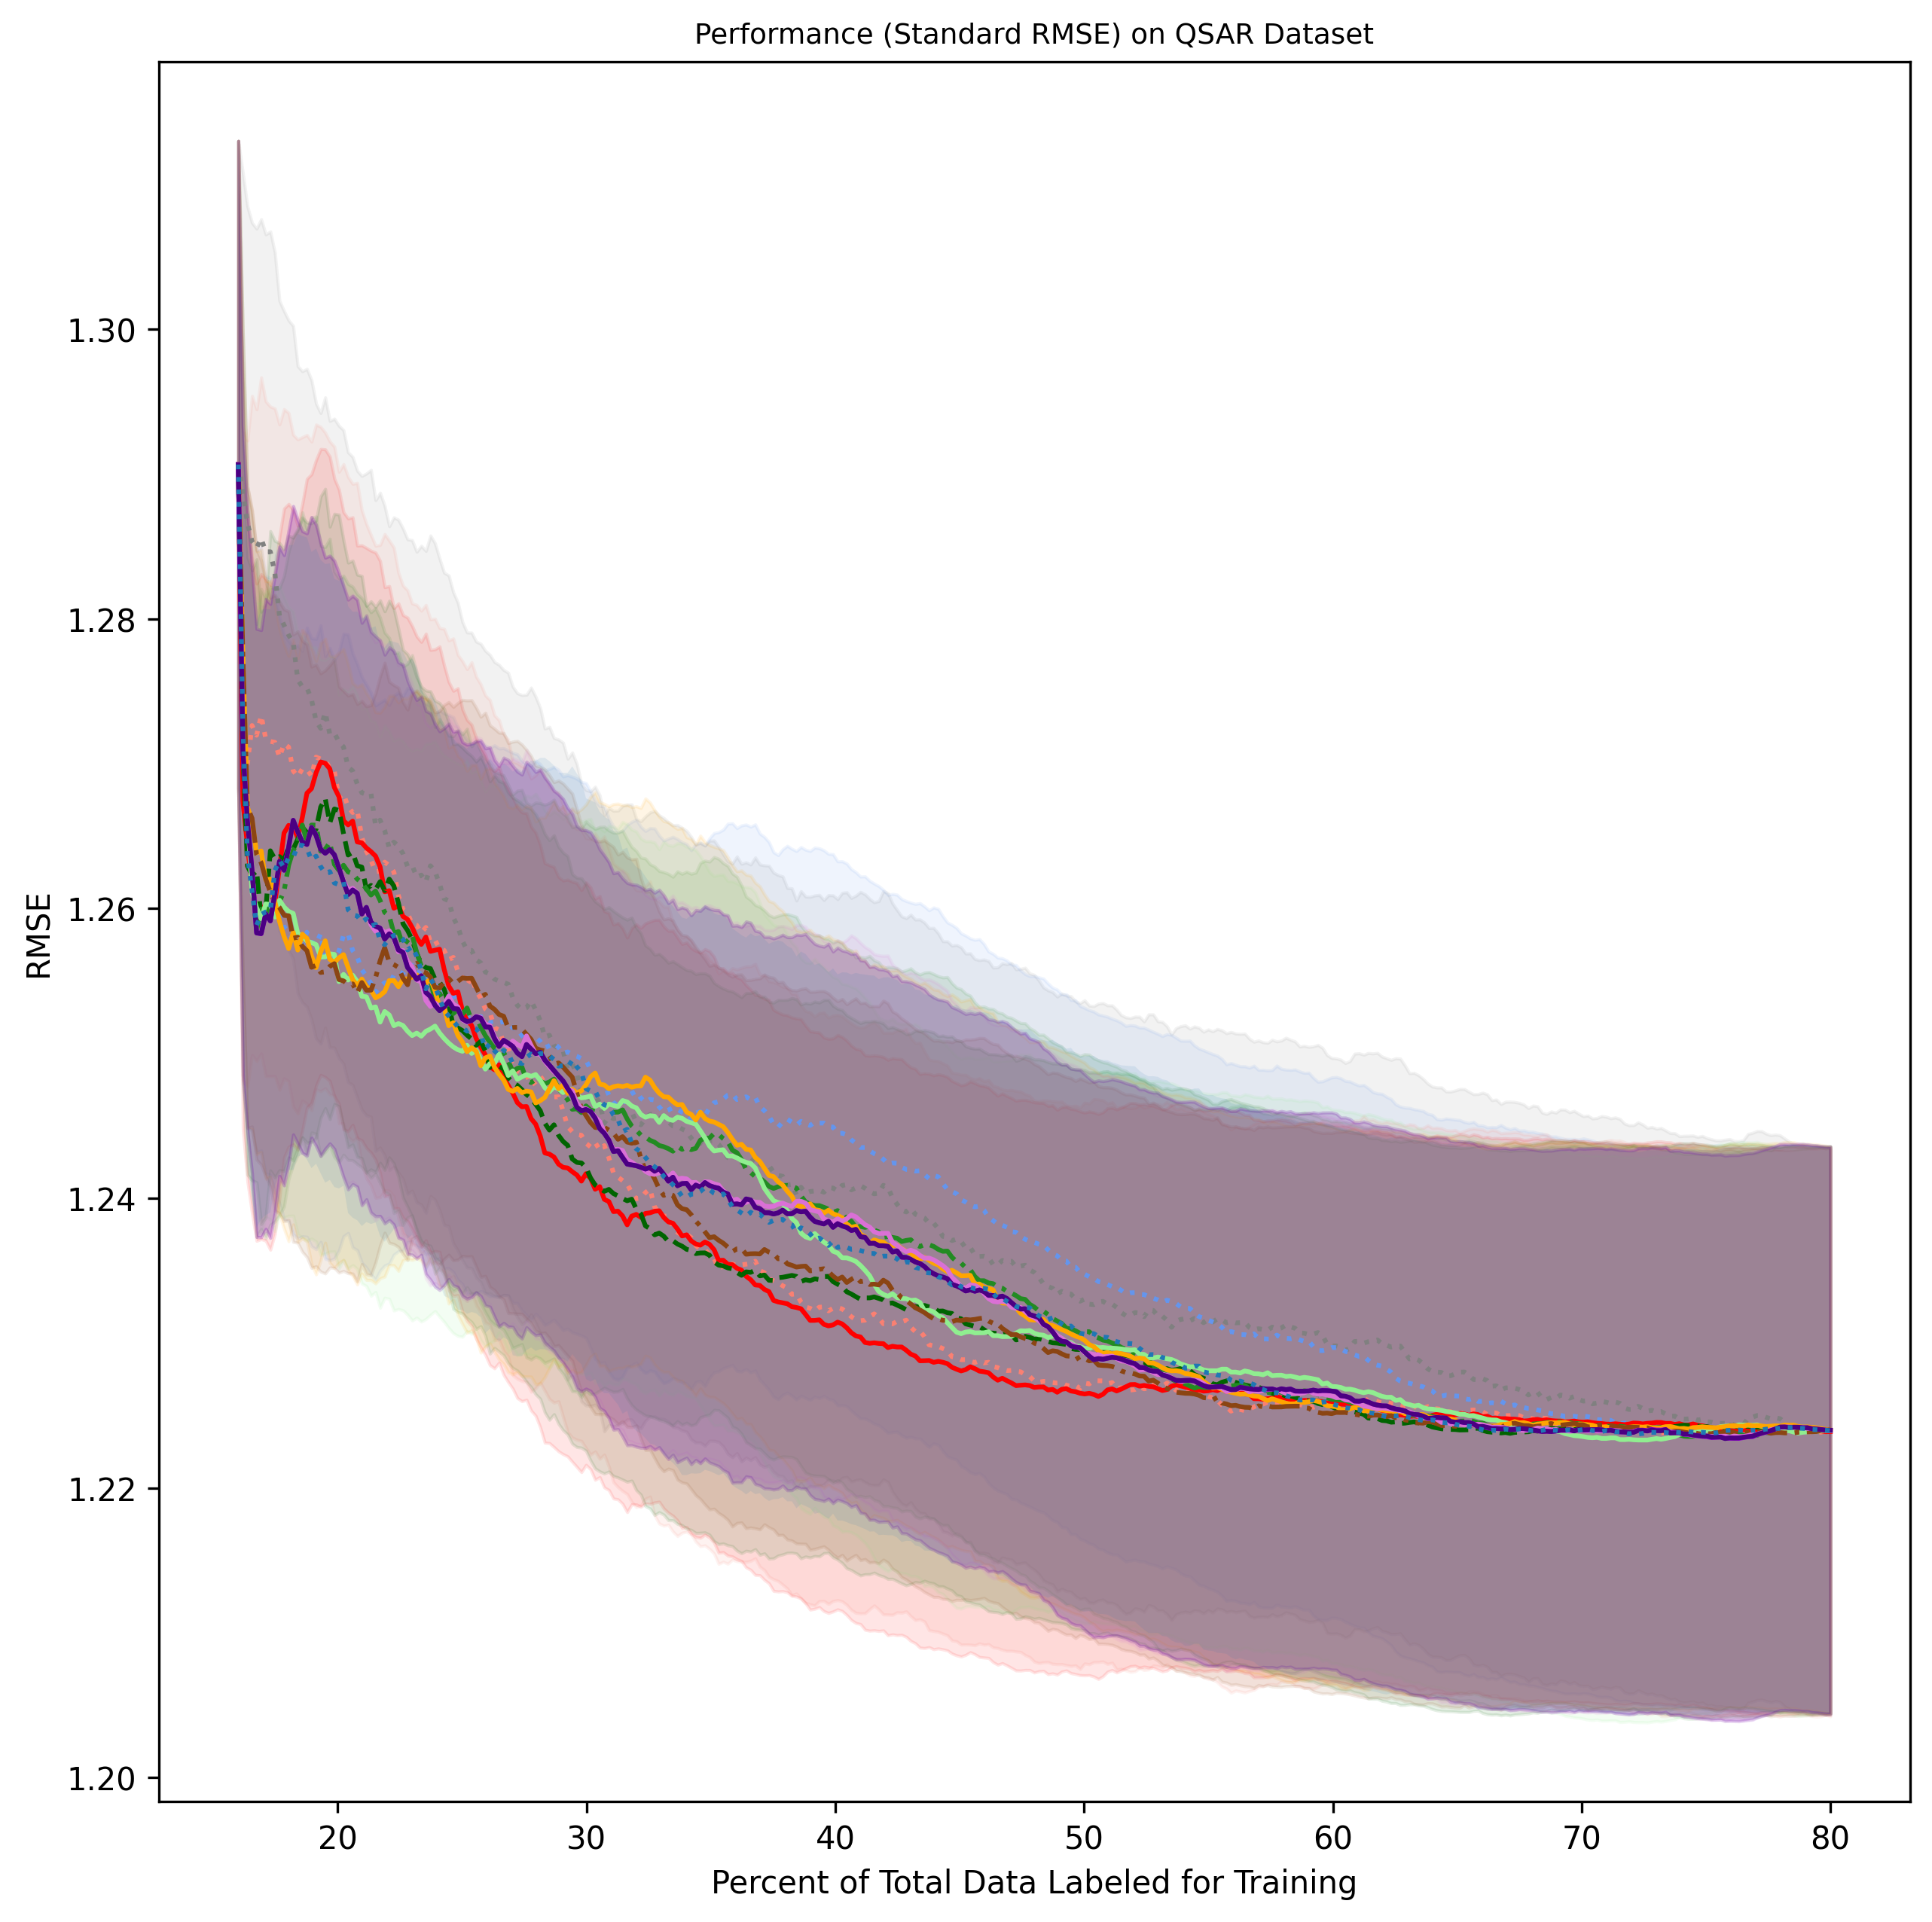 Performance (Standard RMSE) on QSAR Dataset
1.30
1.28
1.26
1.24
1.22
1.20
RMSE
20 30 40 50 60 70 80
Percent of Total Data Labeled for Training